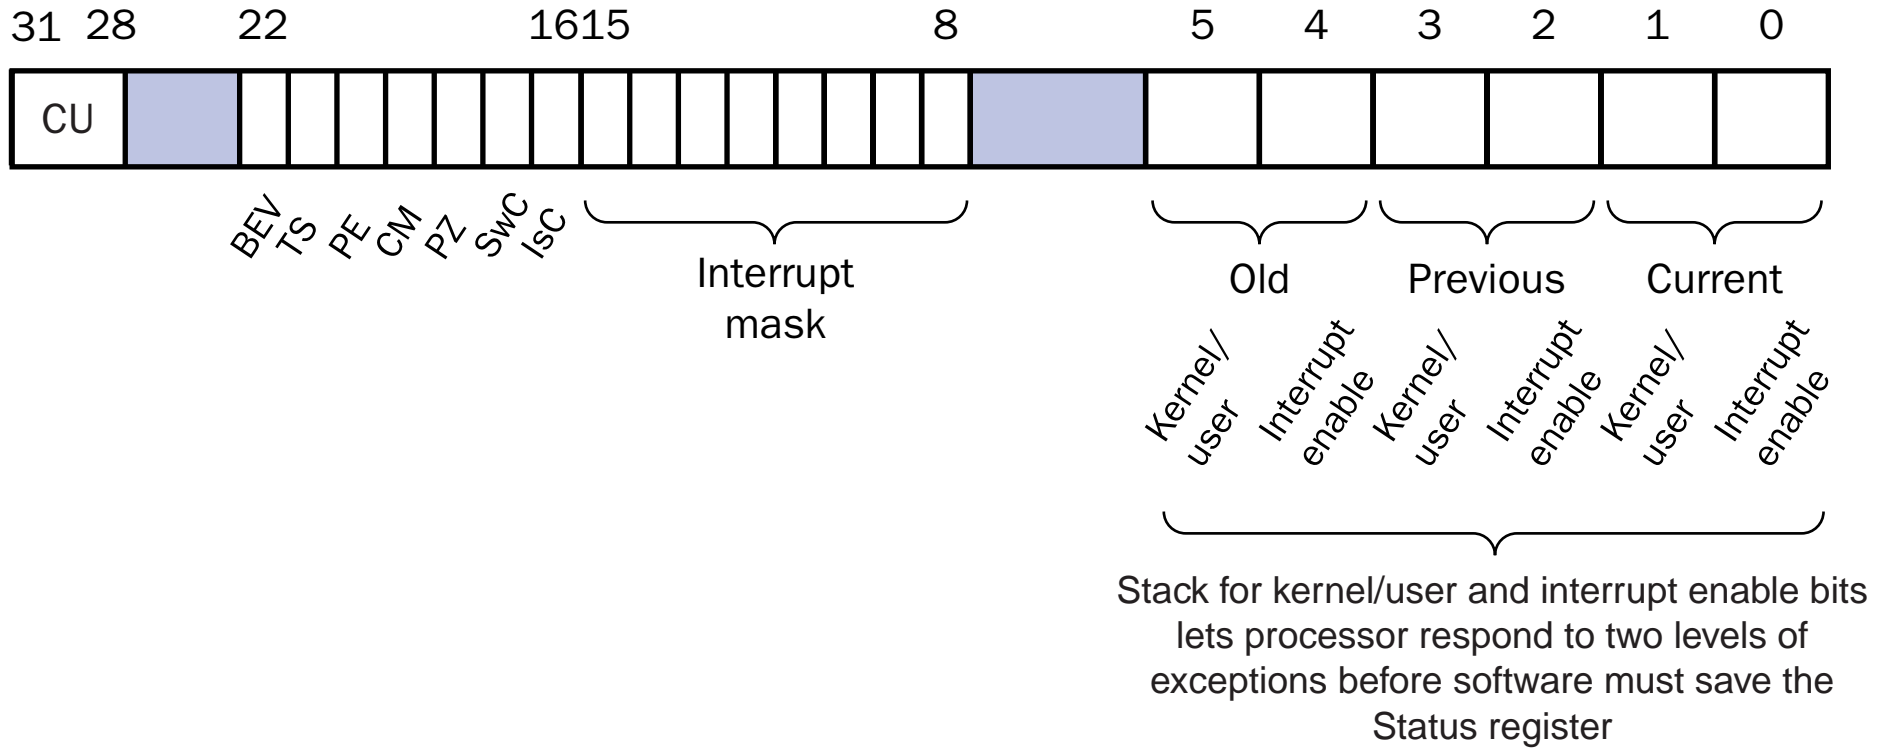 31 28 22 1615 8 5 4 3 2 1 0
CU
BEV TS PE CM PZ SwC IsC
Interrupt
mask
Old Previous Current
Kernel/
user
Interrupt
enable
Kernel/
user
Interrupt
enable
Kernel/
user
Interrupt
enable
Stack for kernel/user and interrupt enable bits
lets processor respond to two levels of
exceptions before software must save the
Status register